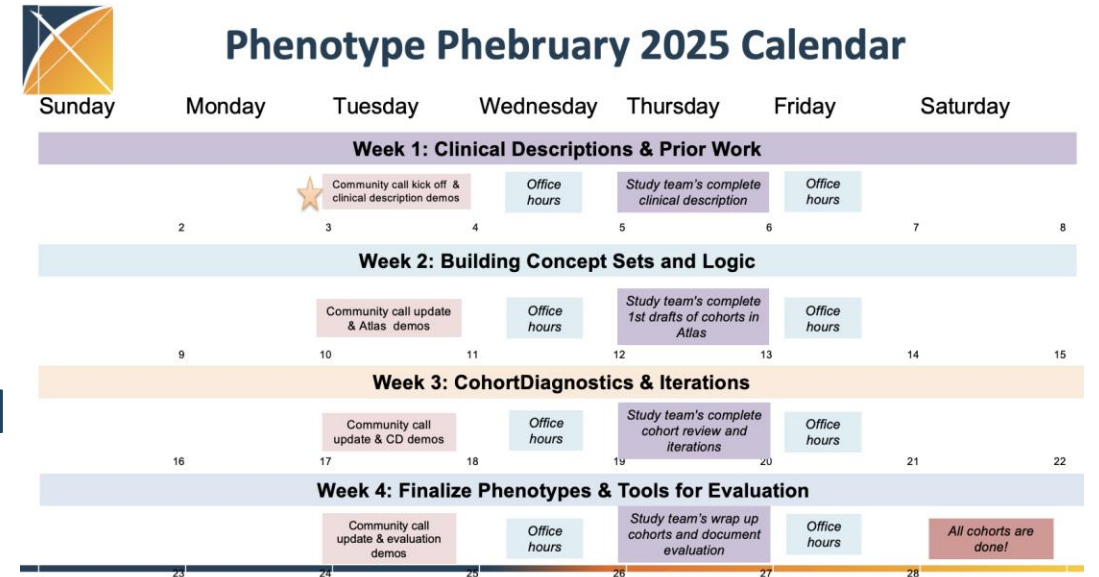 Phenotype Phebruary 2025 Calendar
Sunday Monday Tuesday Wednesday Thursday Friday Saturday
Week 1: Clinical Descriptions & Prior Work
Community call kick off &
clinical description demos
Office
hours
Study team's complete
clinical description
Office
hours
2 3 4 5 6 7 8
Week 2: Building Concept Sets and Logic
Community call update
& Atlas demos
Office
hours
Study team's complete
1st drafts of cohorts in
Atlas
Office
hours
9 10 11 12 13 14 15
Week 3: CohortDiagnostics & Iterations
Community call
update & CD demos
Office
hours
Study team's complete
cohort review and
iterations
Office
hours
16 17 18 19 20 21 22
Week 4: Finalize Phenotypes & Tools for Evaluation
Community call
update & evaluation
demos
Office
hours
Study team's wrap up
cohorts and document
evaluation
Office
hours
All cohorts are
done!
23 24 25 26 27 28